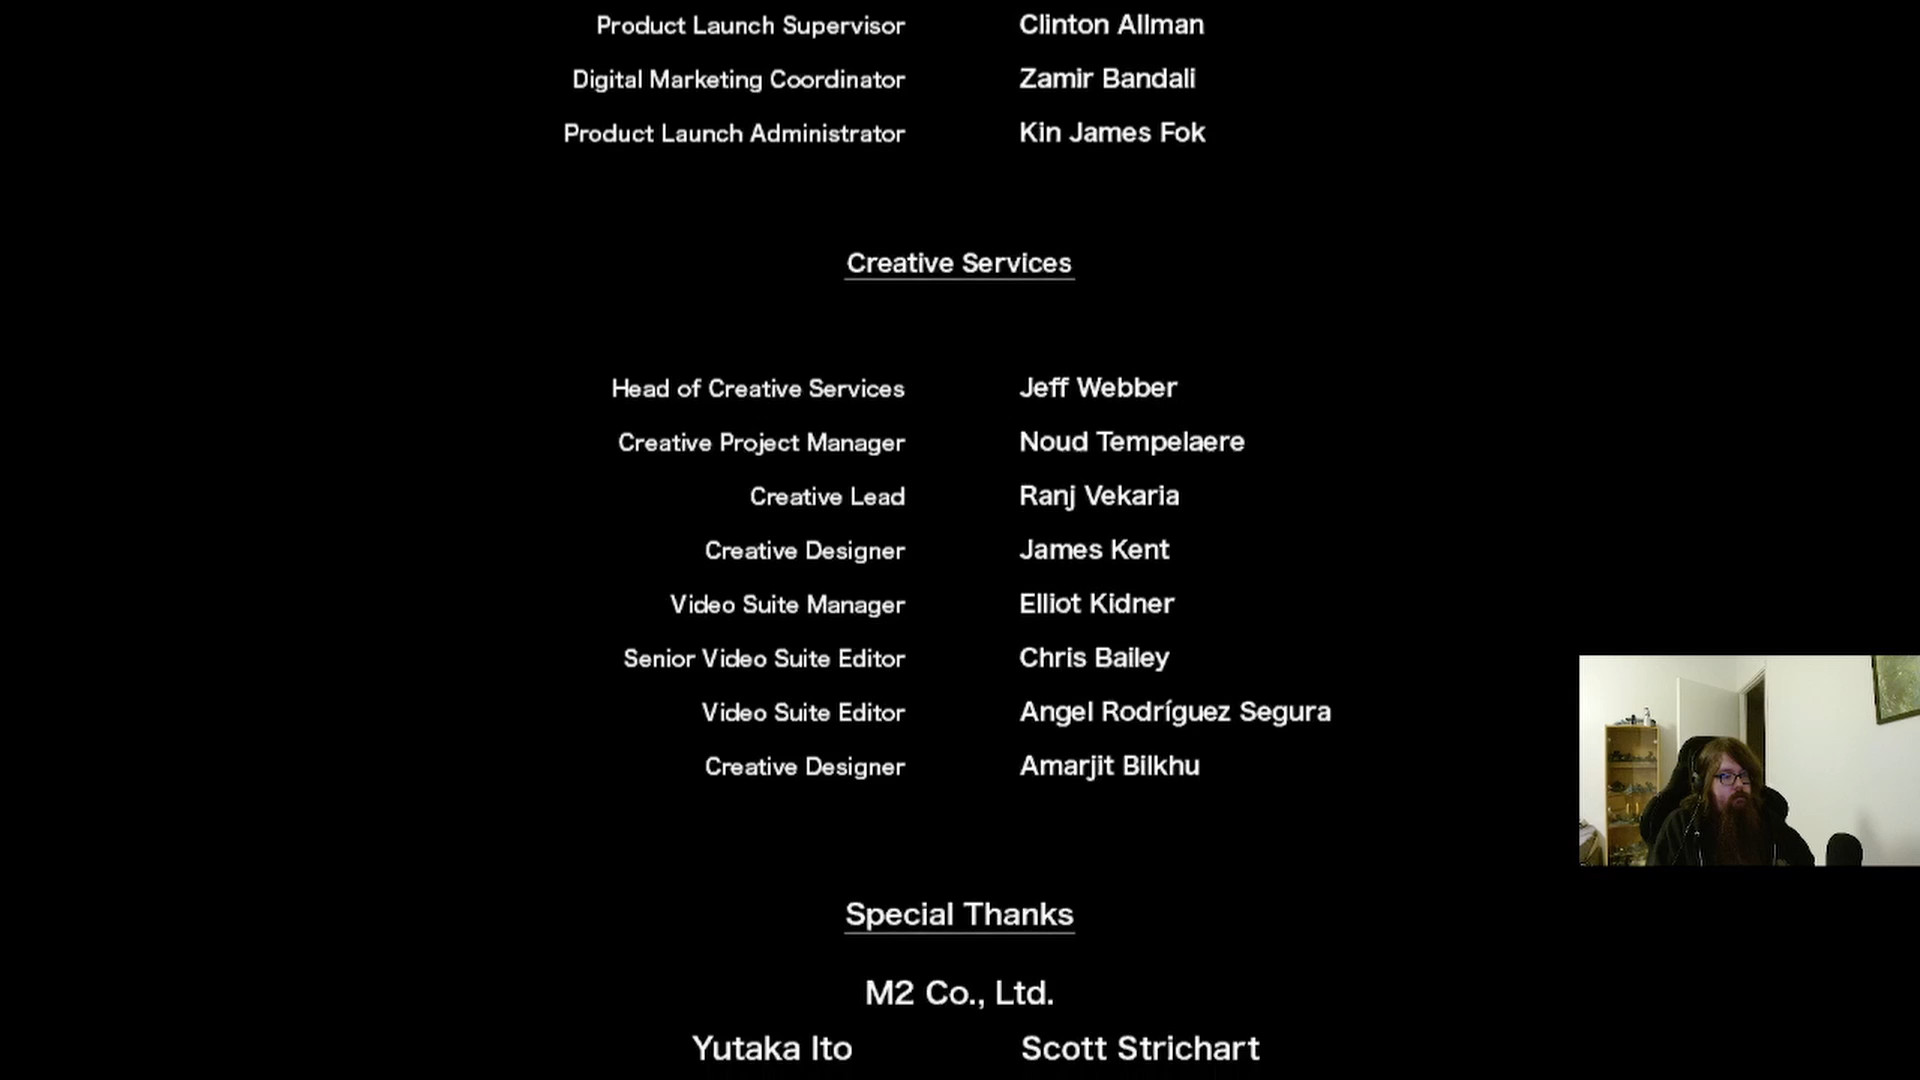 Product Launch Supervisor Clinton Allman
Digital Marketing Coordinator Zamir Bandali
Product Launch Administrator Kin James Fok
Creative Services
Head of Creative Services Jeff Webber
Creative Project Manager Noud Tempelaere
Creative Lead Ranj Vekaria
Creative Designer James Kent
Video Suite Manager Elliot Kidner
Senior Video Suite Editor Chris Bailey
Video Suite Editor Angel Rodríguez Segura
Creative Designer Amarjit Bilkhu
Special Thanks
M2 Co., Ltd.
Yutaka Ito Scott Strichart